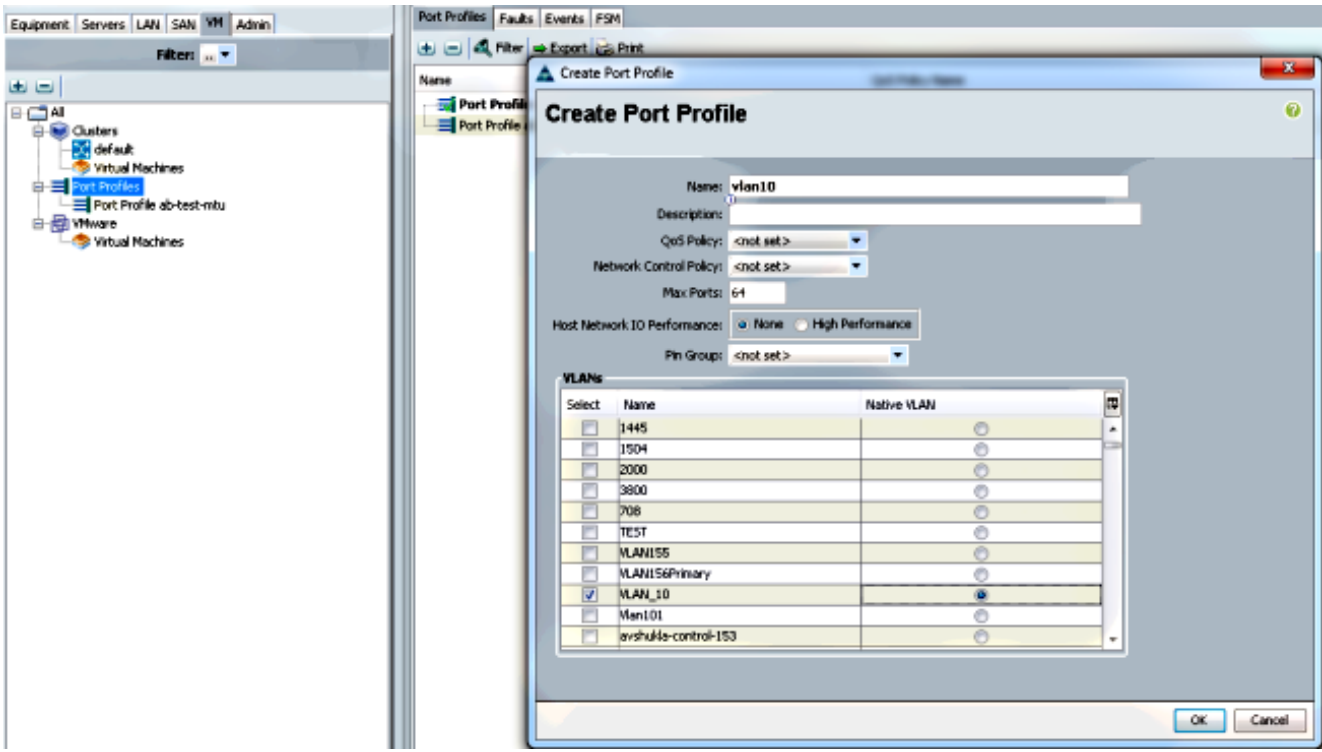 Equipment Servers LAN SAN VM Admin
Filter: .. 
All
Clusters
default
Virtual Machines
Port Profiles
Port Profile ab-test-mtu
VMware
Virtual Machines
Port Profiles Faults Events FSM
Filter Export Print
Name
Port Profile
Port Profile
Create Port Profile
QoS Policy Name
Create Port Profile
Name: vlan10
Description:
QoS Policy: <not set>
Network Control Policy: <not set>
Max Ports: 64
Host Network IO Performance: None High Performance
Pin Group: <not set>
VLANs
Select Name Native VLAN
1445
1504
2000
3800
708
TEST
VLAN155
VLAN156Primary
VLAN_10
Vlan101
avshukla-control-153
OK Cancel